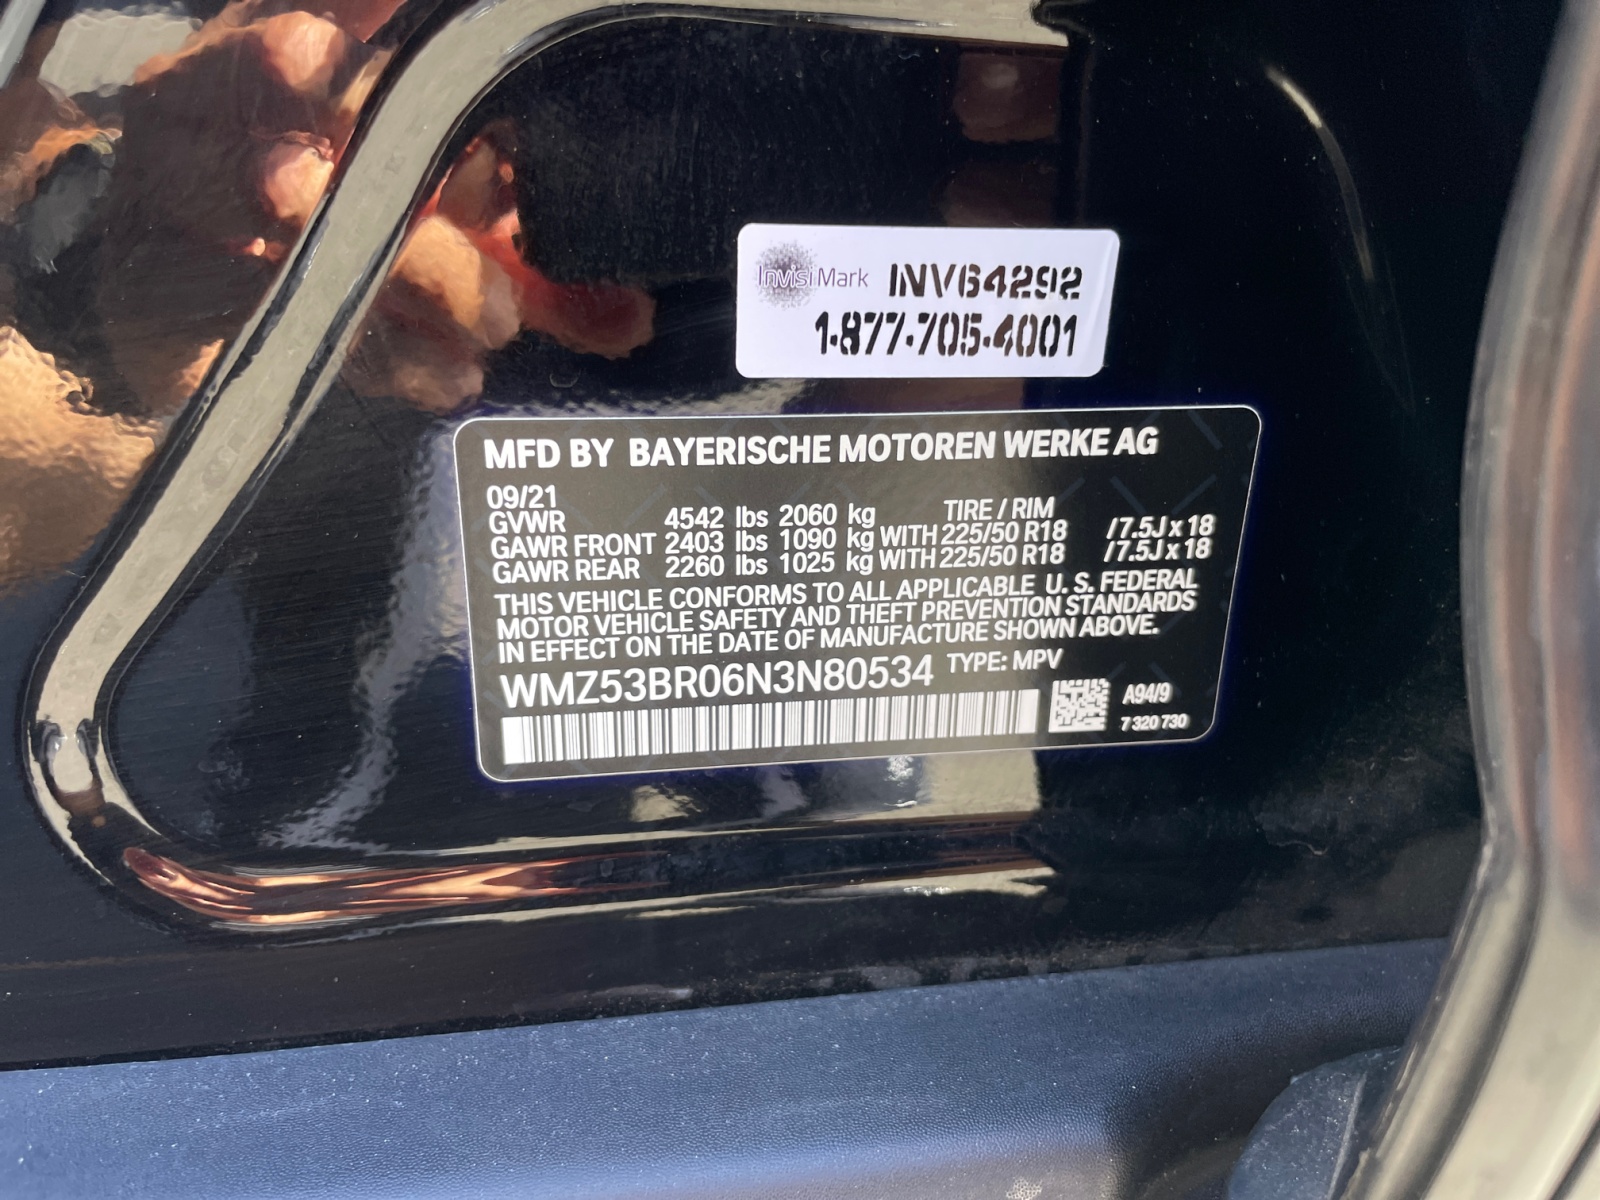 InvisiMark INV64292
1-877-705-4001
MFD BY BAYERISCHE MOTOREN WERKE AG
09/21
GVWR 4542 lbs 2060 kg TIRE / RIM
GAWR FRONT 2403 lbs 1090 kg WITH 225/50 R18 /7.5J x 18
GAWR REAR 2260 lbs 1025 kg WITH 225/50 R18 /7.5J x 18
THIS VEHICLE CONFORMS TO ALL APPLICABLE U. S. FEDERAL
MOTOR VEHICLE SAFETY AND THEFT PREVENTION STANDARDS
IN EFFECT ON THE DATE OF MANUFACTURE SHOWN ABOVE.
WMZ53BR06N3N80534 TYPE: MPV
A94/9
7 320 730